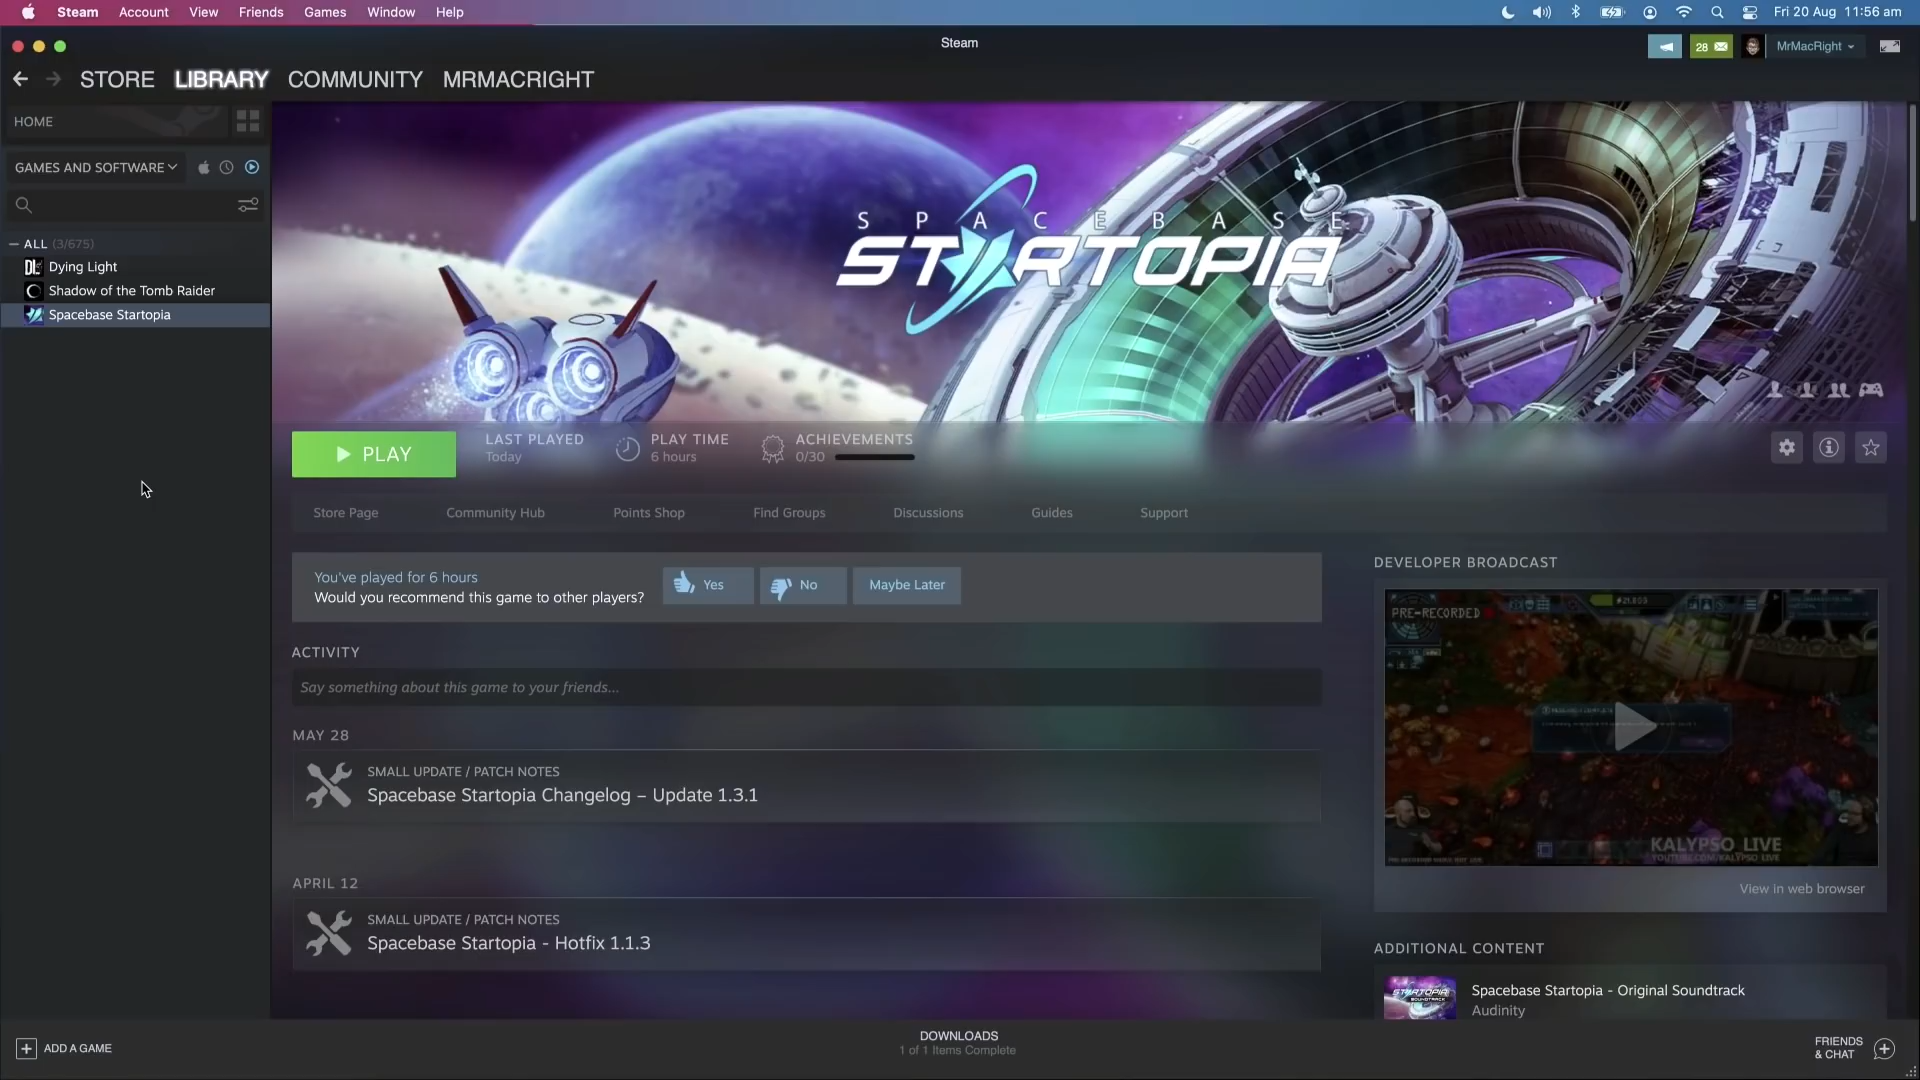 Steam Account View Friends Games Window Help
Fri 20 Aug 11:56 am
Steam
28
MrMacRight
STORE LIBRARY COMMUNITY MRMACRIGHT
HOME
GAMES AND SOFTWARE
ALL (3/675)
Dying Light
Shadow of the Tomb Raider
Spacebase Startopia
SPACEBASE
STARTOPIA
PLAY
LAST PLAYED
Today
PLAY TIME
6 hours
ACHIEVEMENTS
0/30
Store Page
Community Hub
Points Shop
Find Groups
Discussions
Guides
Support
You've played for 6 hours
Would you recommend this game to other players?
Yes
No
Maybe Later
ACTIVITY
Say something about this game to your friends...
MAY 28
SMALL UPDATE / PATCH NOTES
Spacebase Startopia Changelog – Update 1.3.1
APRIL 12
SMALL UPDATE / PATCH NOTES
Spacebase Startopia - Hotfix 1.1.3
DEVELOPER BROADCAST
PRE-RECORDED
KALYPSO LIVE
YOUTUBE.COM/KALYPSO LIVE
View in web browser
ADDITIONAL CONTENT
Spacebase Startopia - Original Soundtrack
Audinity
ADD A GAME
DOWNLOADS
1 of 1 Items Complete
FRIENDS
& CHAT